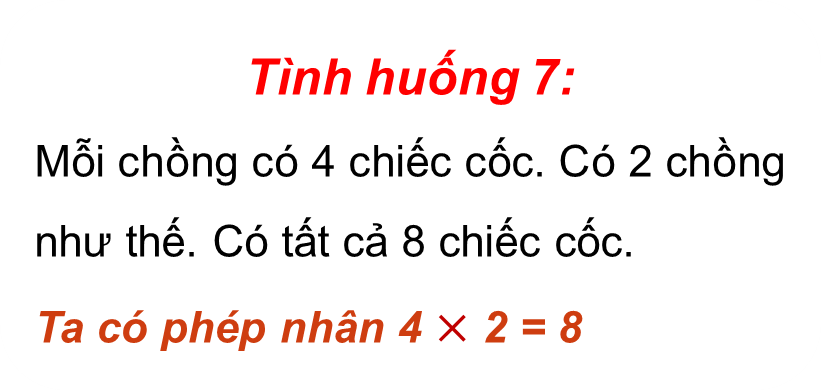 Tình huống 7:
Mỗi chồng có 4 chiếc cốc. Có 2 chồng
như thế. Có tất cả 8 chiếc cốc.
Ta có phép nhân 4 × 2 = 8